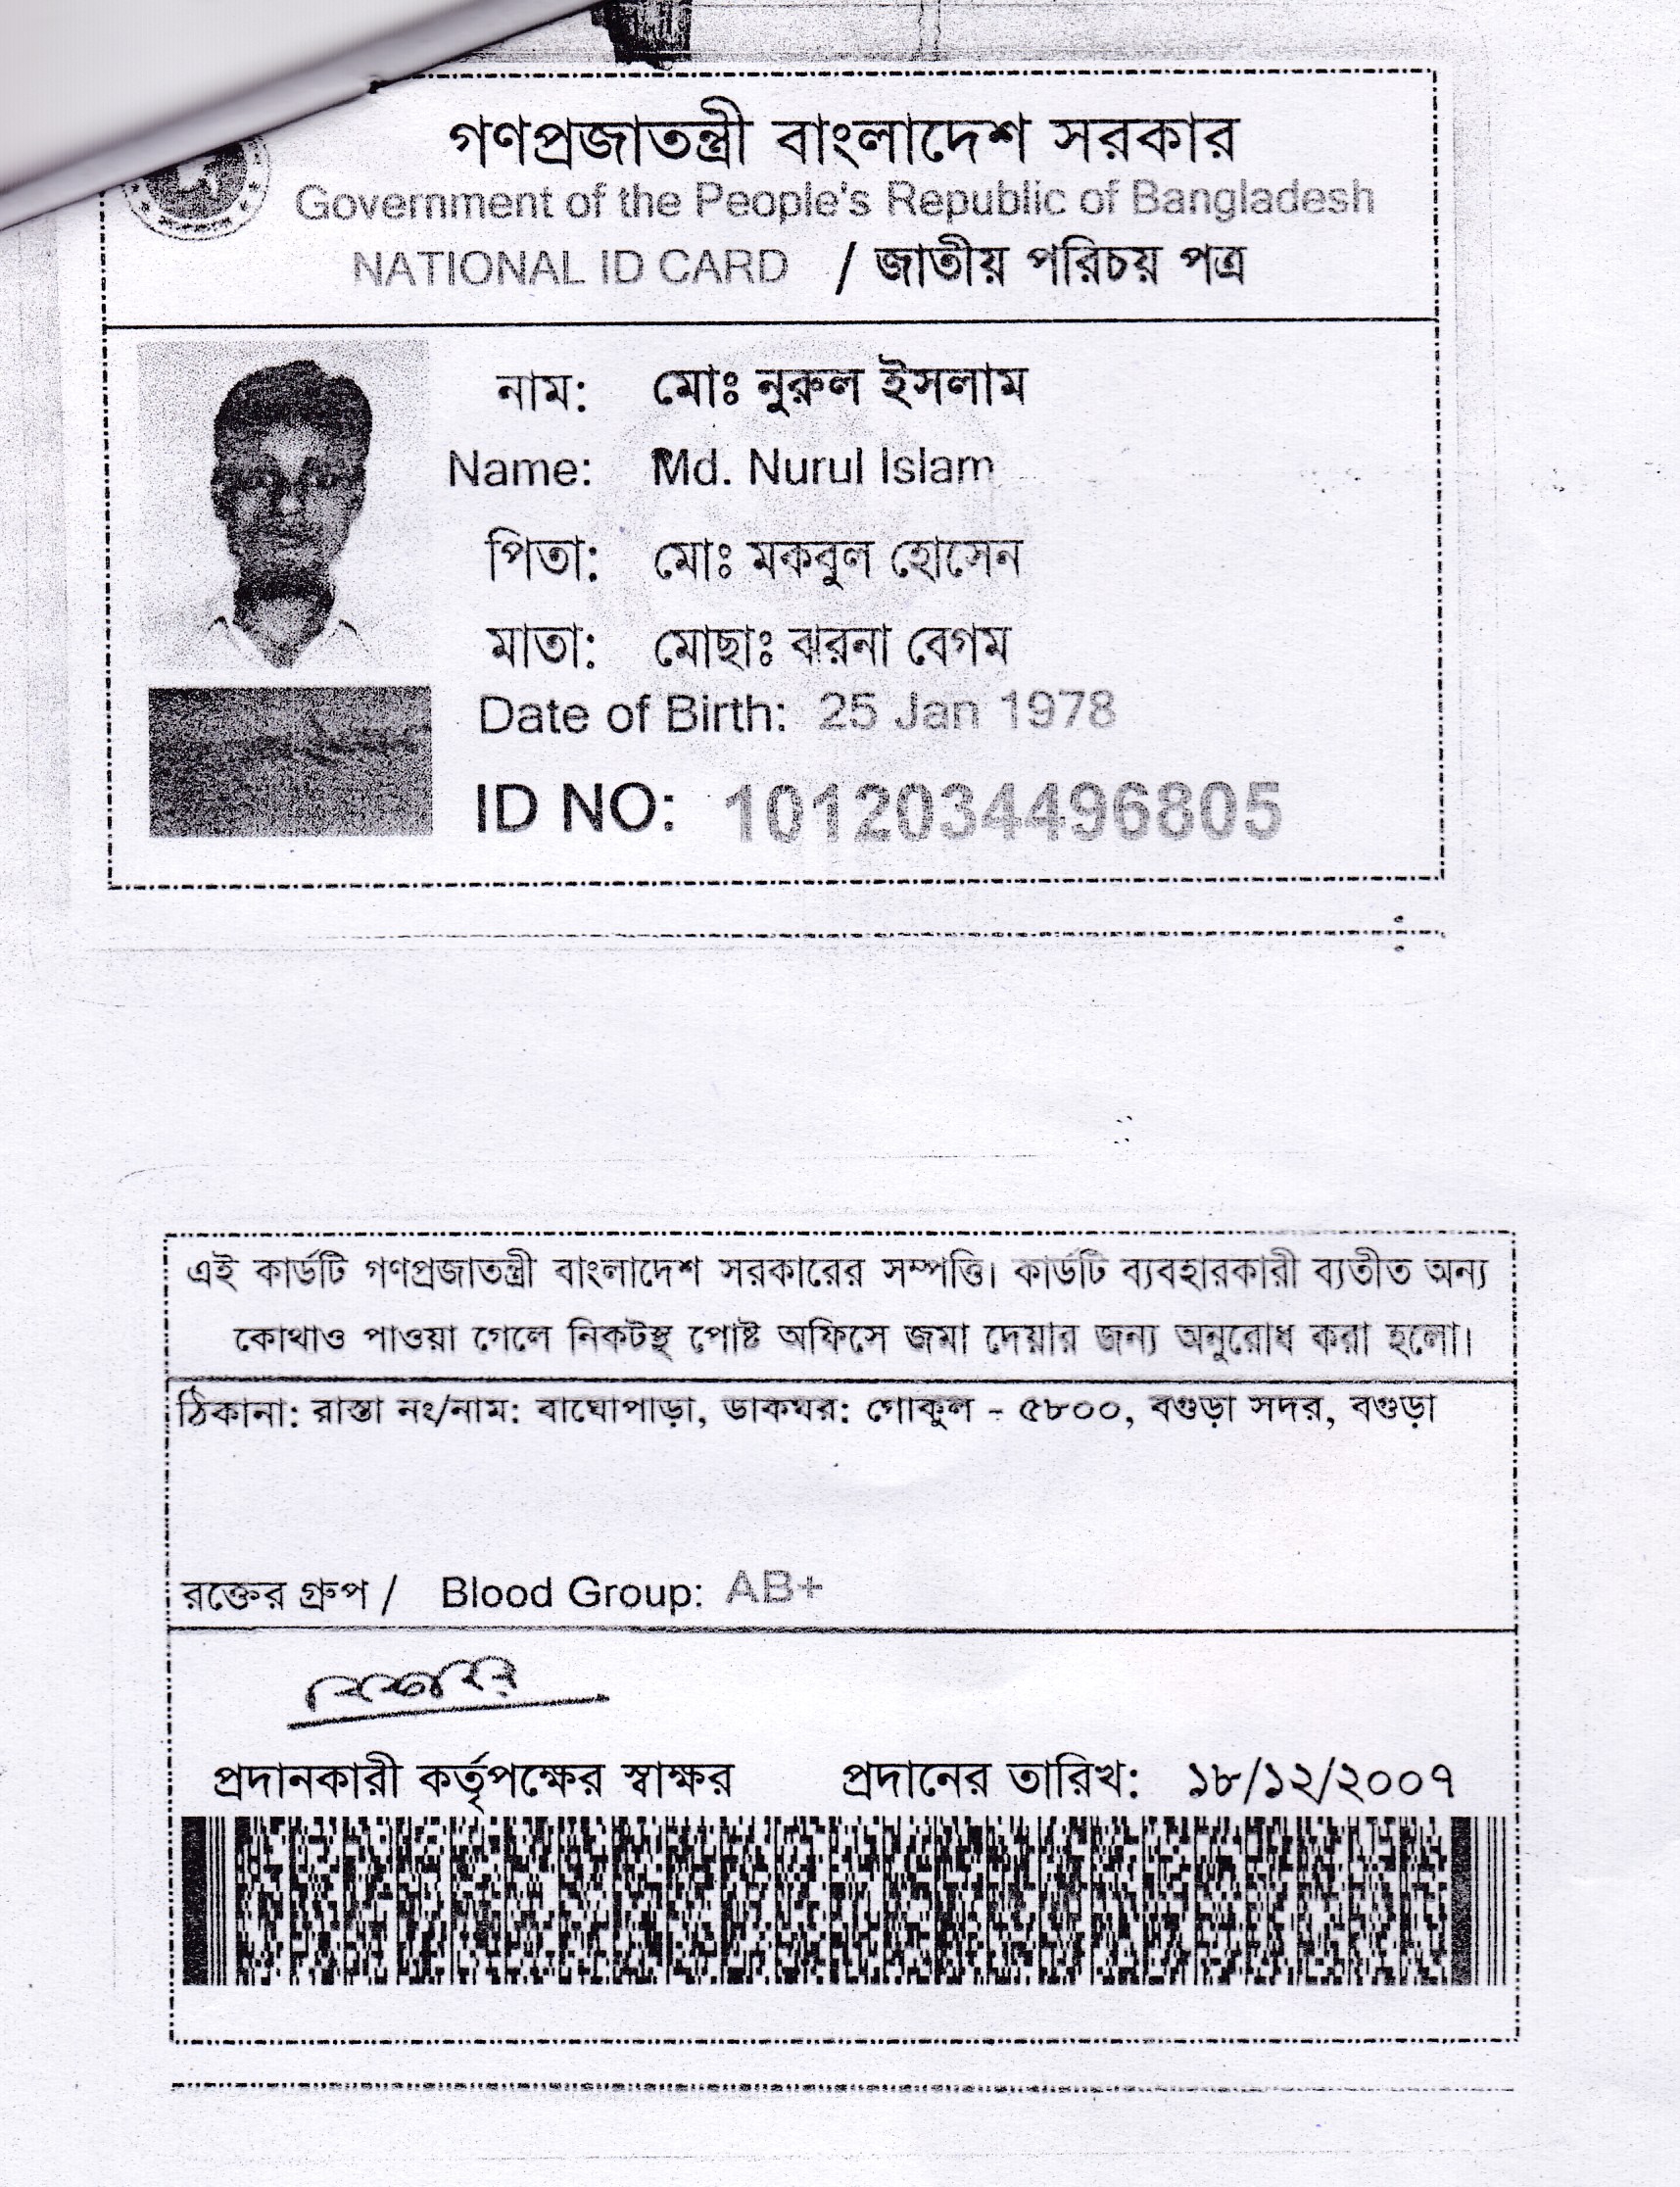 গণপ্রজাতন্ত্রী বাংলাদেশ সরকার
Government of the People's Republic of Bangladesh
NATIONAL ID CARD / জাতীয় পরিচয় পত্র
নাম: মোঃ নুরুল ইসলাম
Name: Md. Nurul Islam
পিতা: মোঃ মকবুল হোসেন
মাতা: মোছাঃ ঝরনা বেগম
Date of Birth: 25 Jan 1978
ID NO: 1012034496805
এই কার্ডটি গণপ্রজাতন্ত্রী বাংলাদেশ সরকারের সম্পত্তি। কার্ডটি ব্যবহারকারী ব্যতীত অন্য
কোথাও পাওয়া গেলে নিকটস্থ পোষ্ট অফিসে জমা দেয়ার জন্য অনুরোধ করা হলো।
ঠিকানা: রাস্তা নং/নাম: বাঘোপাড়া, ডাকঘর: গোকুল - ৫৮০০, বগুড়া সদর, বগুড়া
রক্তের গ্রুপ / Blood Group: AB+
প্রদানকারী কর্তৃপক্ষের স্বাক্ষর প্রদানের তারিখ: ১৮/১২/২০০৭